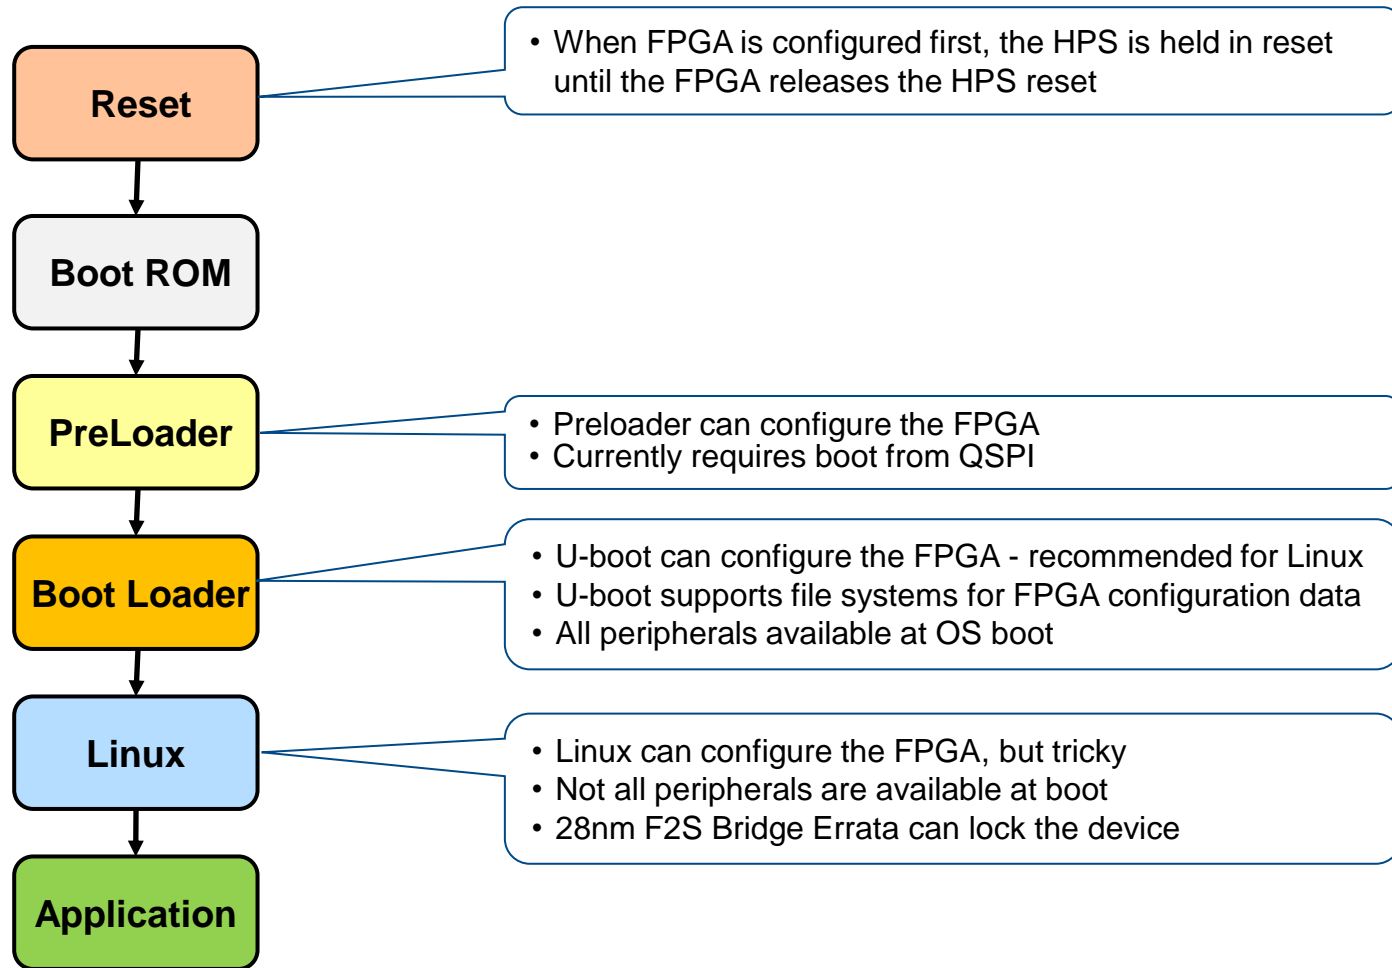 Reset
• When FPGA is configured first, the HPS is held in reset
until the FPGA releases the HPS reset
Boot ROM
PreLoader
• Preloader can configure the FPGA
• Currently requires boot from QSPI
Boot Loader
• U-boot can configure the FPGA - recommended for Linux
• U-boot supports file systems for FPGA configuration data
• All peripherals available at OS boot
Linux
• Linux can configure the FPGA, but tricky
• Not all peripherals are available at boot
• 28nm F2S Bridge Errata can lock the device
Application